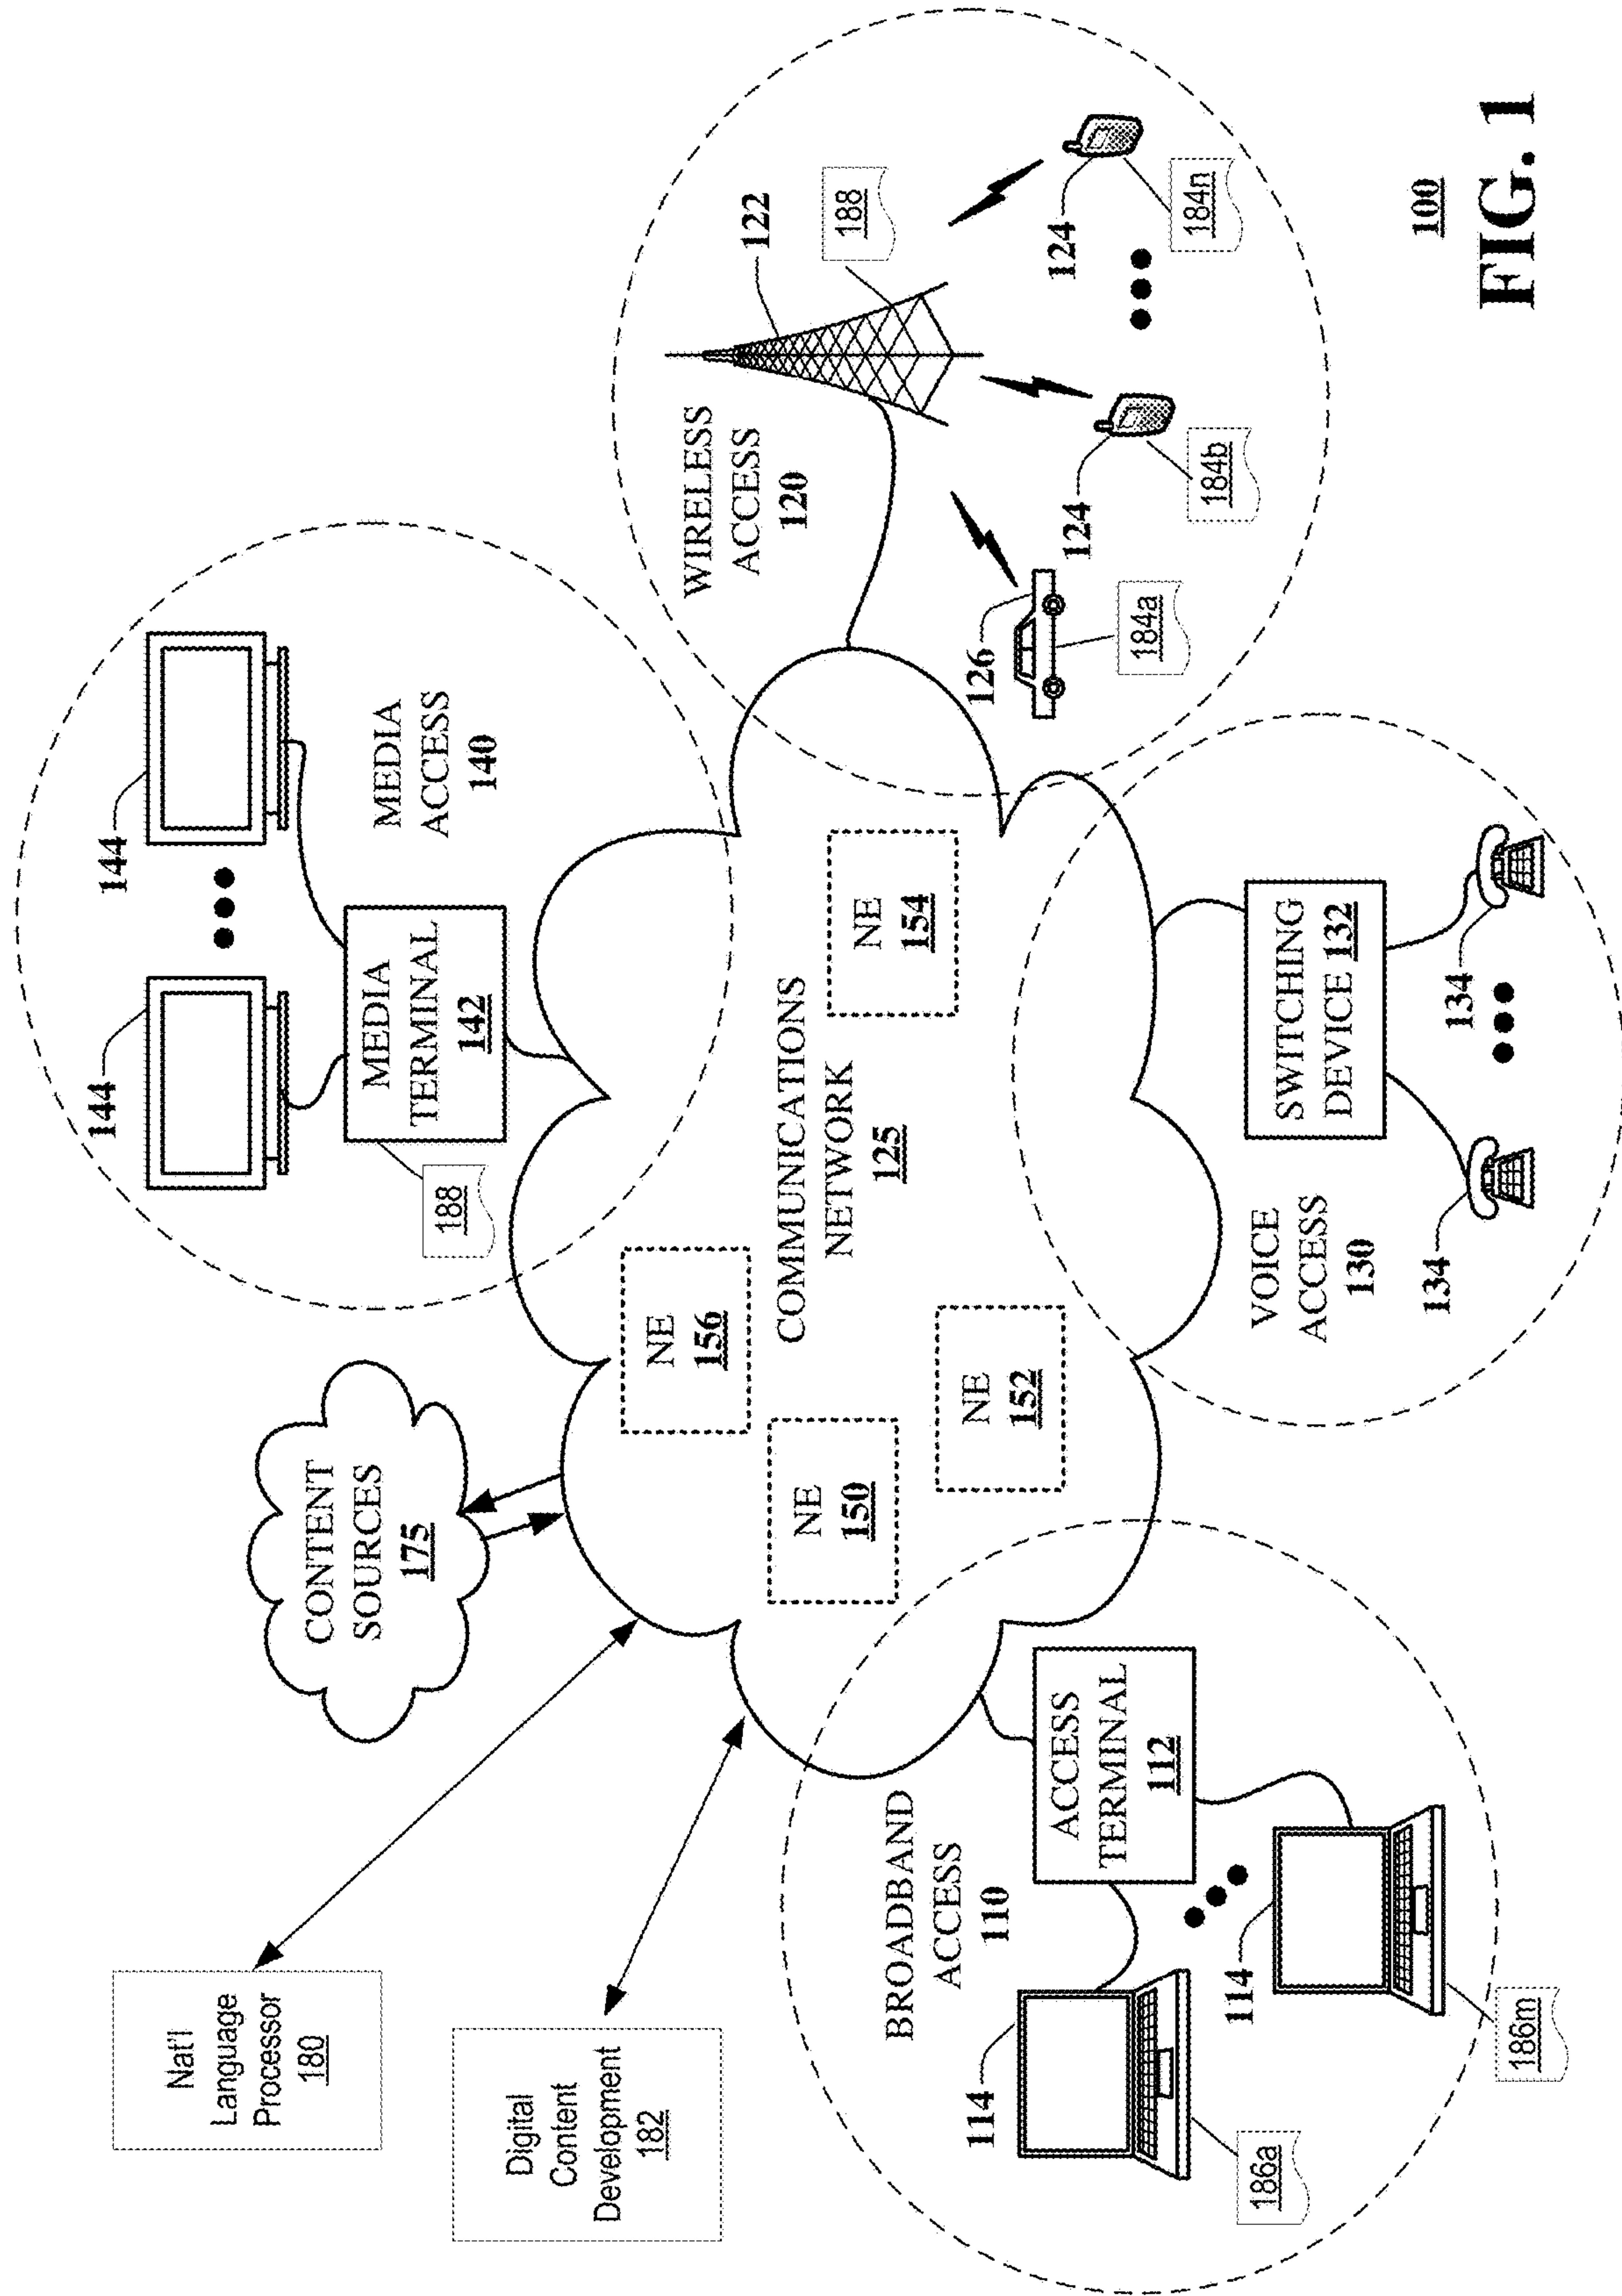 Nat'l
Language
Processor
180
Digital
Content
Development
182
CONTENT
SOURCES
175
144
144
MEDIA
TERMINAL
142
188
MEDIA
ACCESS
140
NE
156
NE
150
NE
152
NE
154
COMMUNICATIONS
NETWORK
125
WIRELESS
ACCESS
120
122
188
126
184a
124
184b
124
184n
BROADBAND
ACCESS
110
ACCESS
TERMINAL
112
114
186a
114
186m
VOICE
ACCESS
130
SWITCHING
DEVICE 132
134
134
100
FIG. 1